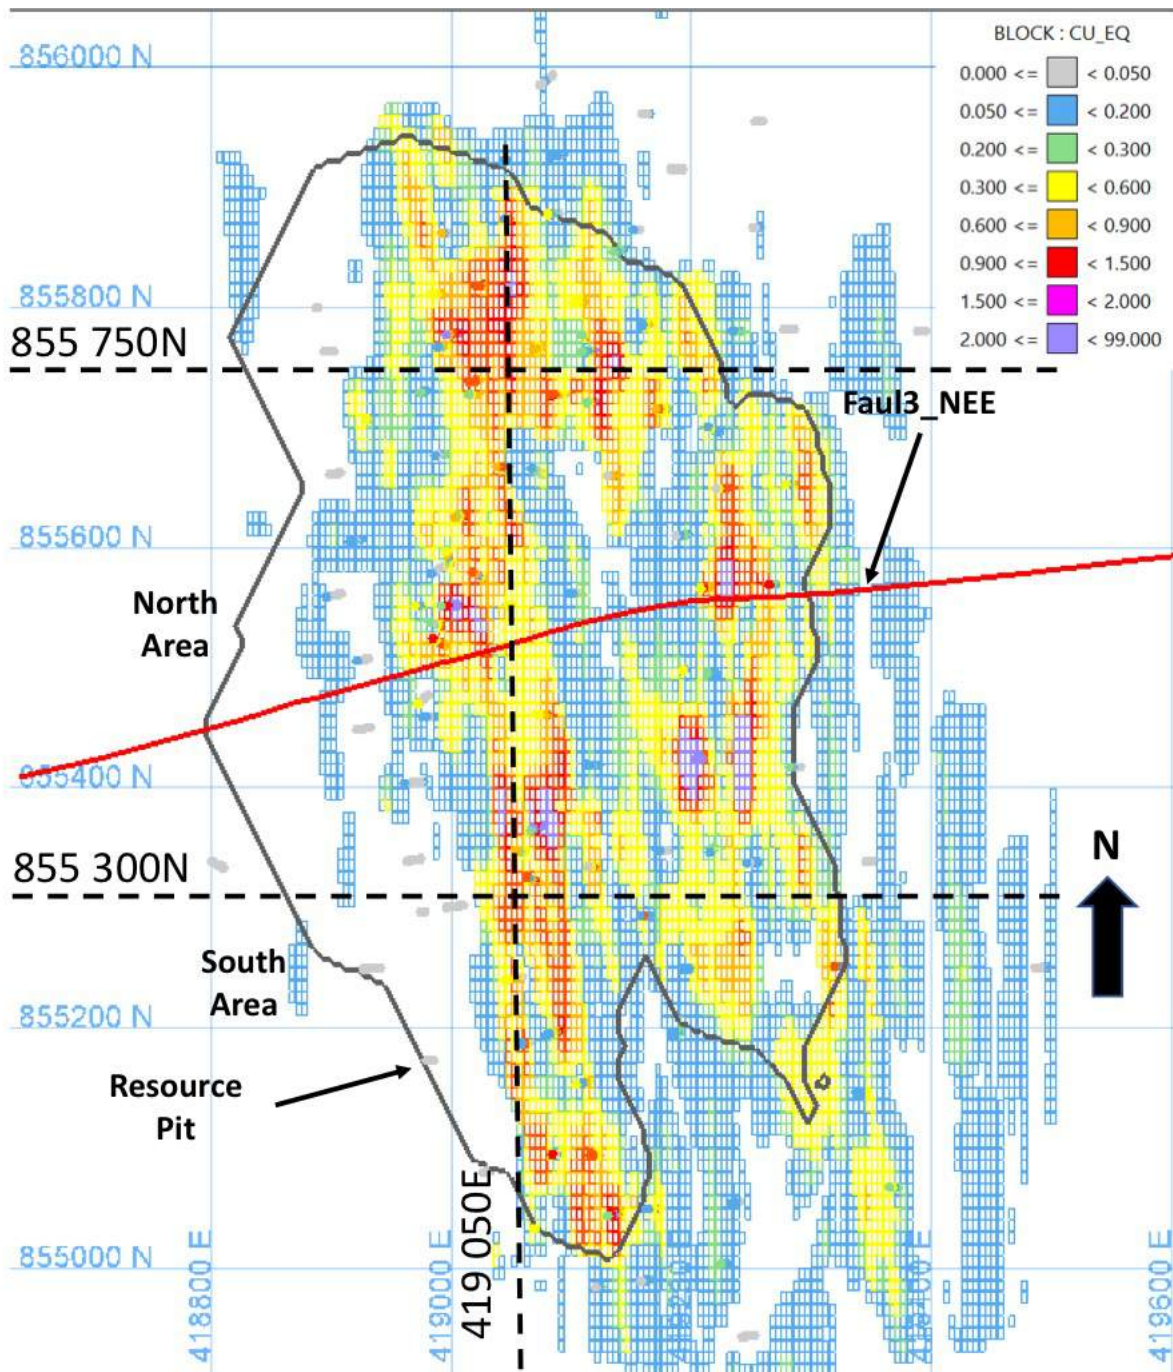 BLOCK : CU_EQ
0.000 <= < 0.050
0.050 <= < 0.200
0.200 <= < 0.300
0.300 <= < 0.600
0.600 <= < 0.900
0.900 <= < 1.500
1.500 <= < 2.000
2.000 <= < 99.000
856000 N
855800 N
855 750N
Faul3_NEE
855600 N
North
Area
855400 N
855 300N
N
South
Area
855200 N
Resource
Pit
855000 N
418800 E
419000 E
419 050E
419200 E
419400 E
419600 E